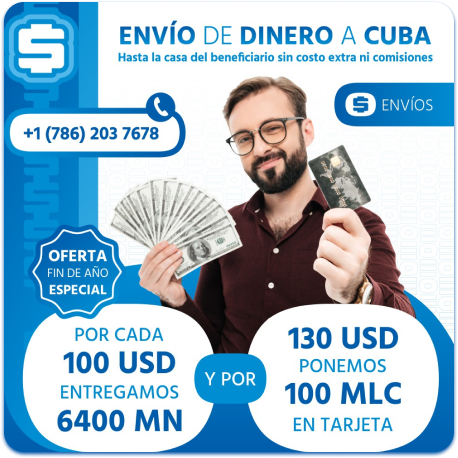 ENVÍO DE DINERO A CUBA
Hasta la casa del beneficiario sin costo extra ni comisiones
+1 (786) 203 7678
ENVÍOS
OFERTA
FIN DE AÑO
ESPECIAL
POR CADA
100 USD
ENTREGAMOS
6400 MN
Y POR
130 USD
PONEMOS
100 MLC
EN TARJETA